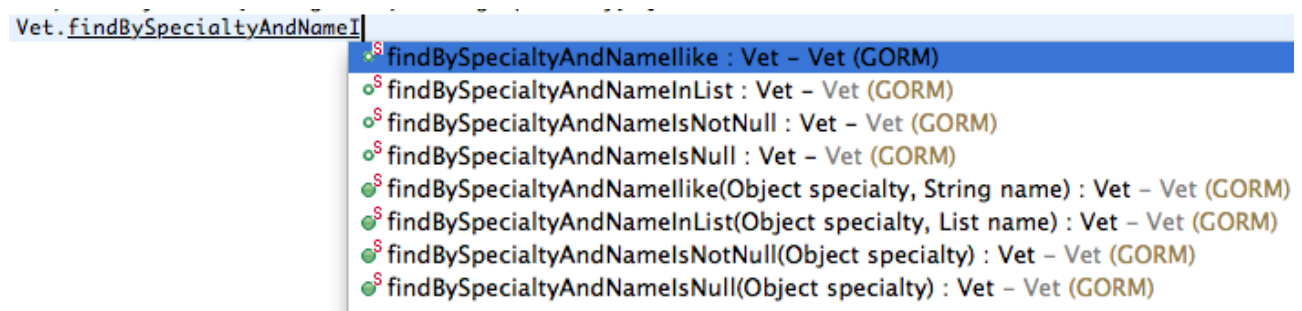 Vet.findBySpecialtyAndNameI
findBySpecialtyAndNameIlike : Vet – Vet (GORM)
findBySpecialtyAndNameInList : Vet – Vet (GORM)
findBySpecialtyAndNameIsNotNull : Vet – Vet (GORM)
findBySpecialtyAndNameIsNull : Vet – Vet (GORM)
findBySpecialtyAndNameIlike(Object specialty, String name) : Vet – Vet (GORM)
findBySpecialtyAndNameInList(Object specialty, List name) : Vet – Vet (GORM)
findBySpecialtyAndNameIsNotNull(Object specialty) : Vet – Vet (GORM)
findBySpecialtyAndNameIsNull(Object specialty) : Vet – Vet (GORM)